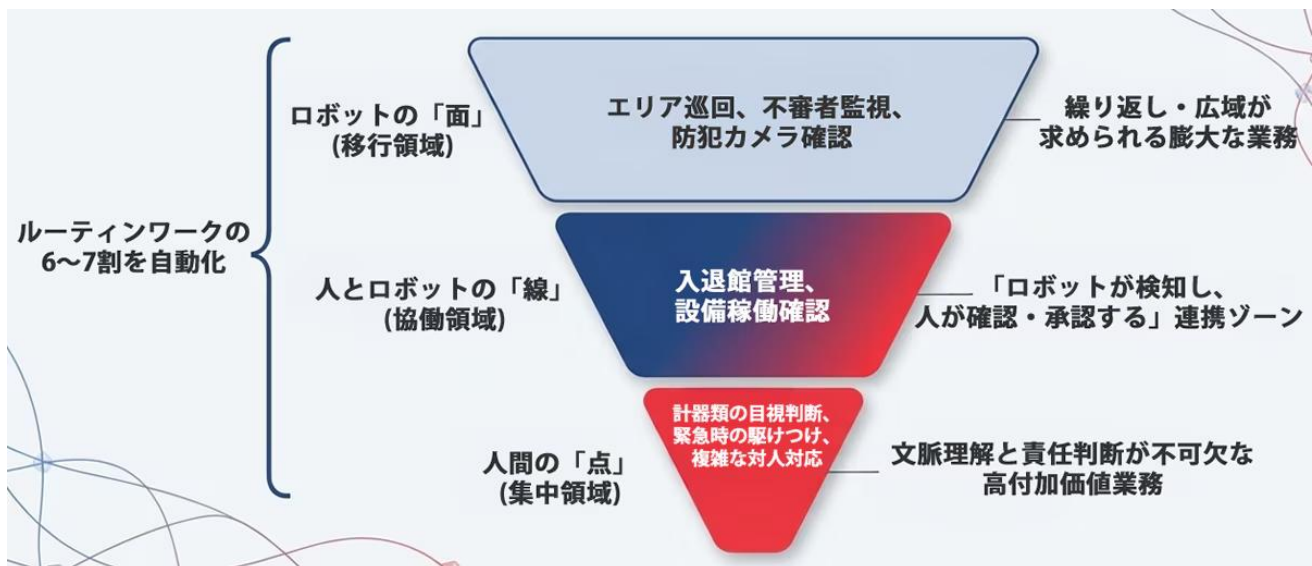 ルーティンワークの
6〜7割を自動化
ロボットの「面」
(移行領域)
エリア巡回、不審者監視、
防犯カメラ確認
繰り返し・広域が
求められる膨大な業務
人とロボットの「線」
(協働領域)
入退館管理、
設備稼働確認
「ロボットが検知し、
人が確認・承認する」連携ゾーン
人間の「点」
(集中領域)
計器類の目視判断、
緊急時の駆けつけ、
複雑な対人対応
文脈理解と責任判断が不可欠な
高付加価値業務